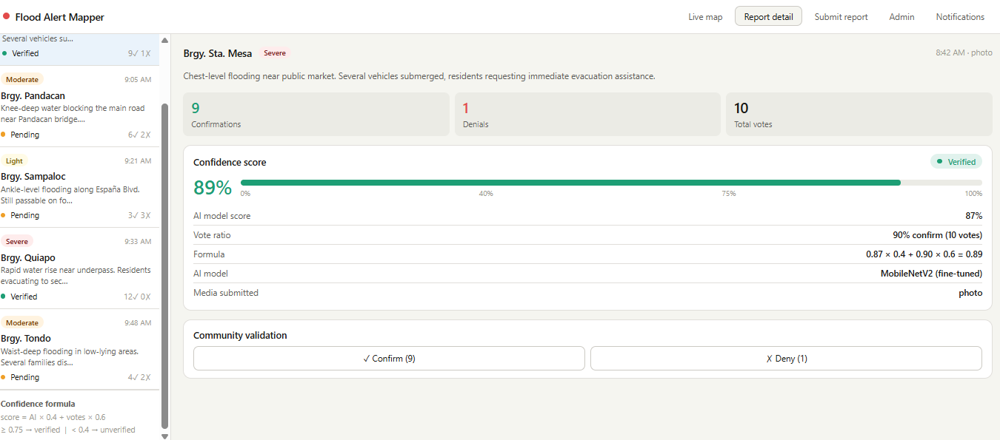 Flood Alert Mapper
Live map
Report detail
Submit report
Admin
Notifications
Several vehicles su...
Verified
9✓ 1✗
Moderate
9:05 AM
Brgy. Pandacan
Knee-deep water blocking the main road
near Pandacan bridge....
Pending
6✓ 2✗
Light
9:21 AM
Brgy. Sampaloc
Ankle-level flooding along España Blvd.
Still passable on fo...
Pending
3✓ 3✗
Severe
9:33 AM
Brgy. Quiapo
Rapid water rise near underpass. Residents
evacuating to sec...
Verified
12✓ 0✗
Moderate
9:48 AM
Brgy. Tondo
Waist-deep flooding in low-lying areas.
Several families dis...
Pending
4✓ 2✗
Confidence formula
score = AI × 0.4 + votes × 0.6
≥ 0.75 → verified | < 0.4 → unverified
Brgy. Sta. Mesa
Severe
8:42 AM · photo
Chest-level flooding near public market. Several vehicles submerged, residents requesting immediate evacuation assistance.
9
Confirmations
1
Denials
10
Total votes
Confidence score
Verified
89%
0%
40%
75%
100%
AI model score
87%
Vote ratio
90% confirm (10 votes)
Formula
0.87 × 0.4 + 0.90 × 0.6 = 0.89
AI model
MobileNetV2 (fine-tuned)
Media submitted
photo
Community validation
✓ Confirm (9)
✗ Deny (1)